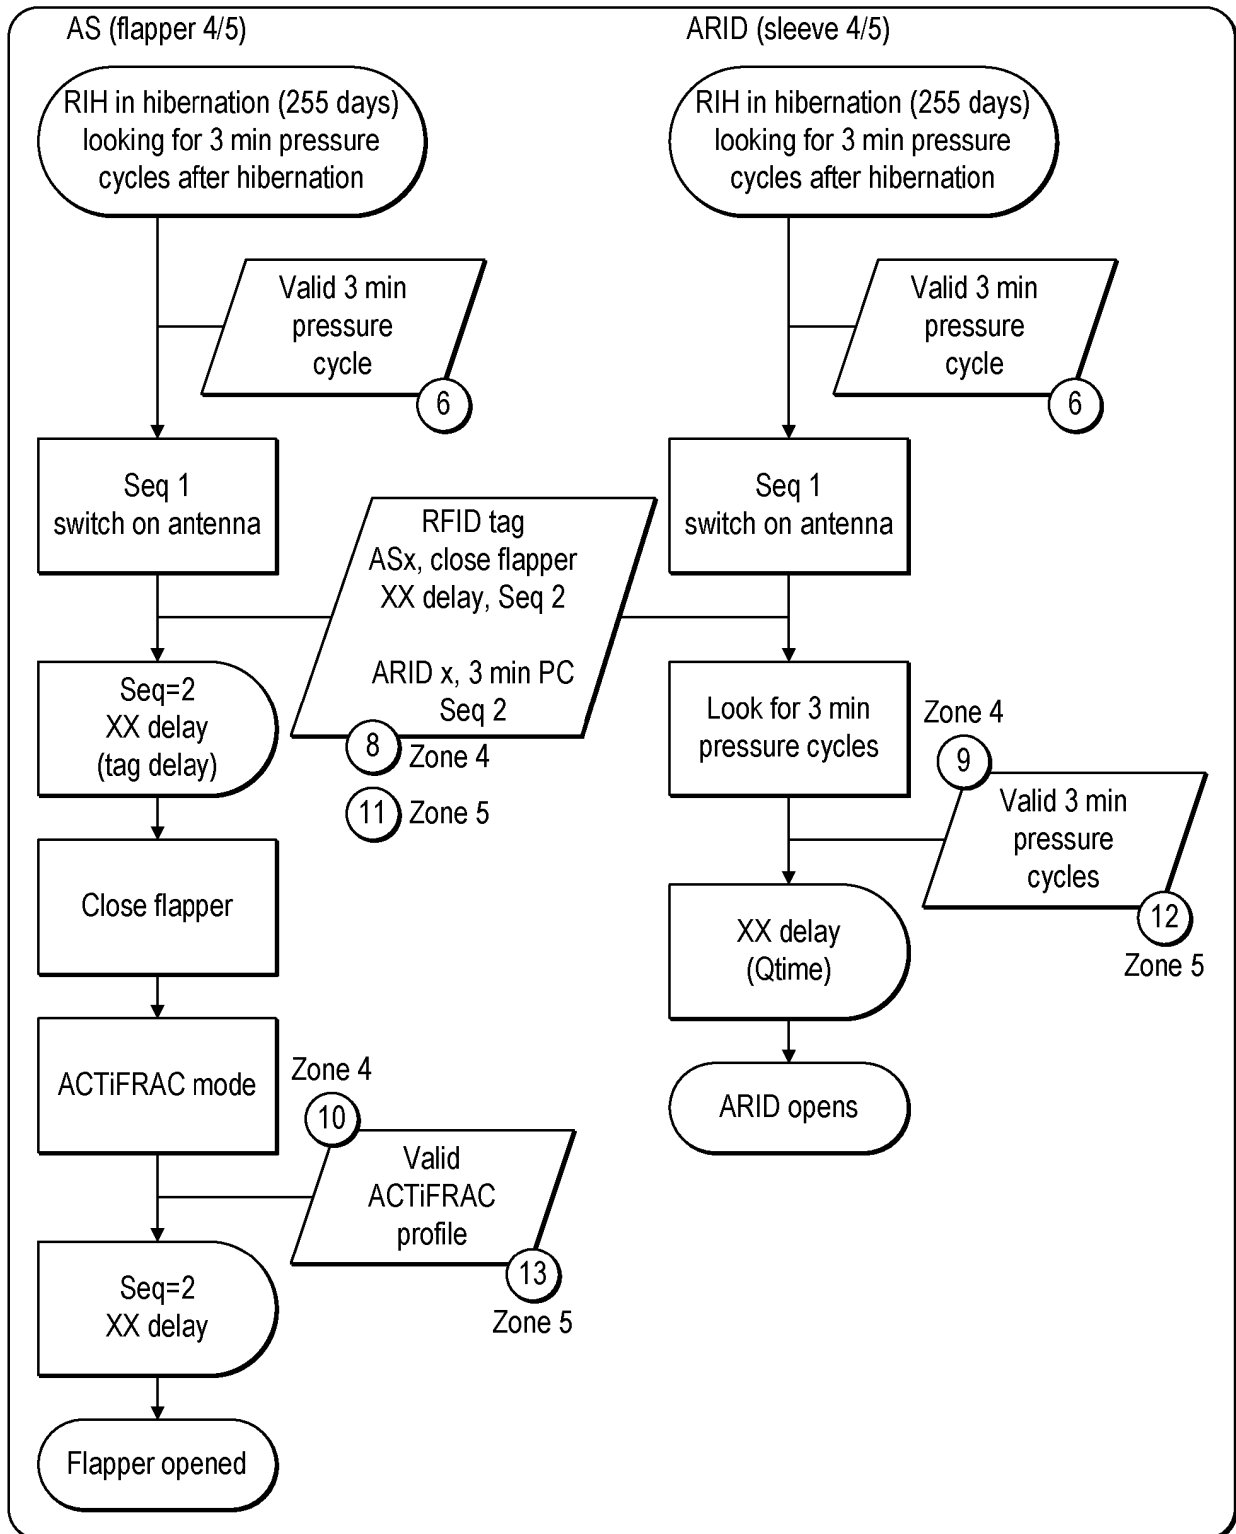 AS (flapper 4/5)
RIH in hibernation (255 days)
looking for 3 min pressure
cycles after hibernation
Valid 3 min
pressure
cycle
6
Seq 1
switch on antenna
RFID tag
ASx, close flapper
XX delay, Seq 2
ARID x, 3 min PC
Seq 2
8 Zone 4
11 Zone 5
Seq=2
XX delay
(tag delay)
Close flapper
ACTiFRAC mode
Zone 4
10
Valid
ACTiFRAC
profile
13
Zone 5
Seq=2
XX delay
Flapper opened
ARID (sleeve 4/5)
RIH in hibernation (255 days)
looking for 3 min pressure
cycles after hibernation
Valid 3 min
pressure
cycle
6
Seq 1
switch on antenna
Look for 3 min
pressure cycles
Zone 4
9
Valid 3 min
pressure
cycles
12
Zone 5
XX delay
(Qtime)
ARID opens